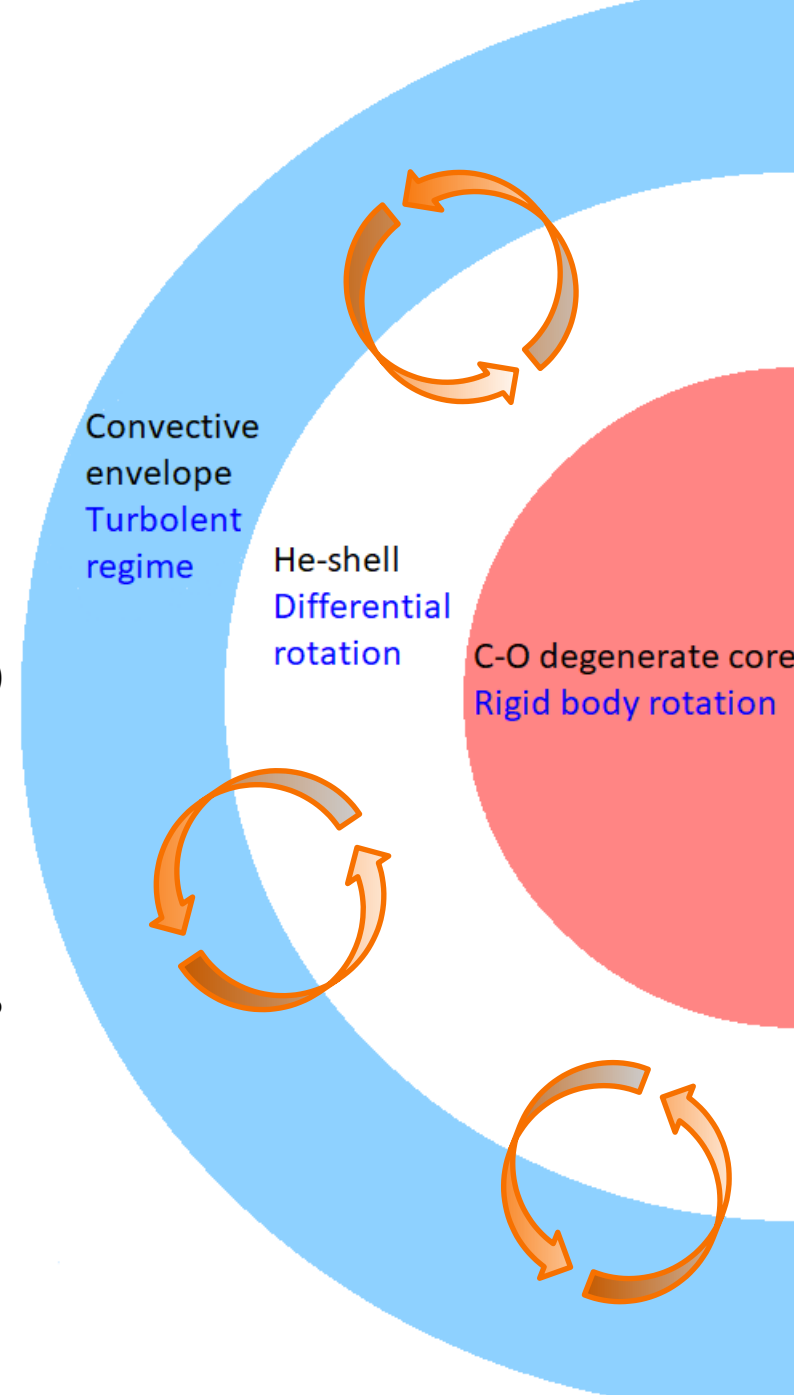 Convective
envelope
Turbolent
regime
He-shell
Differential
rotation
C-O degenerate core
Rigid body rotation
)